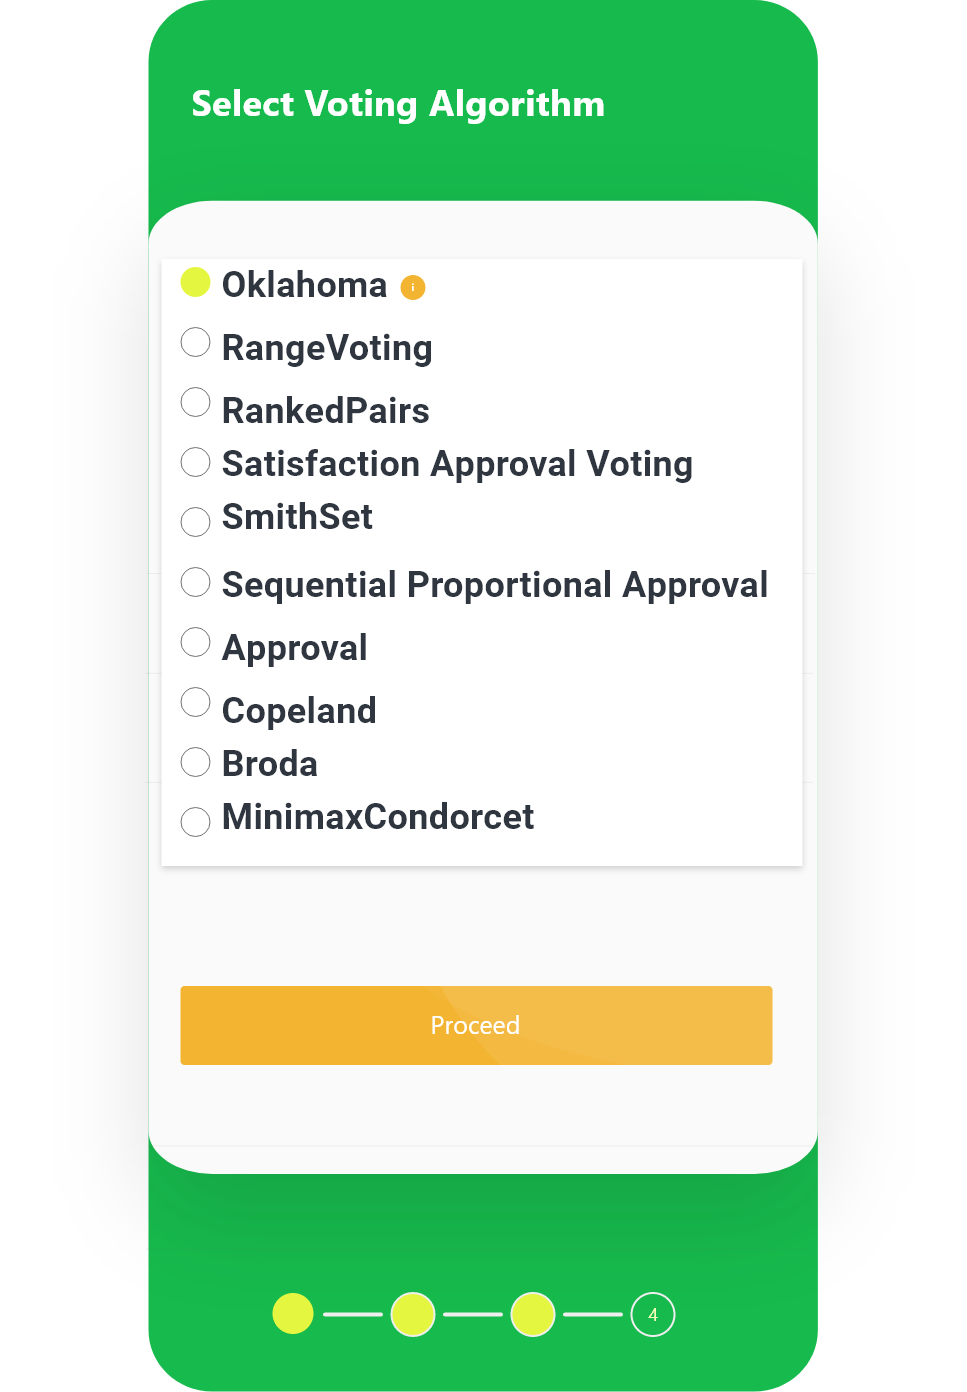 Select Voting Algorithm
Oklahoma i
RangeVoting
RankedPairs
Satisfaction Approval Voting
SmithSet
Sequential Proportional Approval
Approval
Copeland
Broda
MinimaxCondorcet
Proceed
4